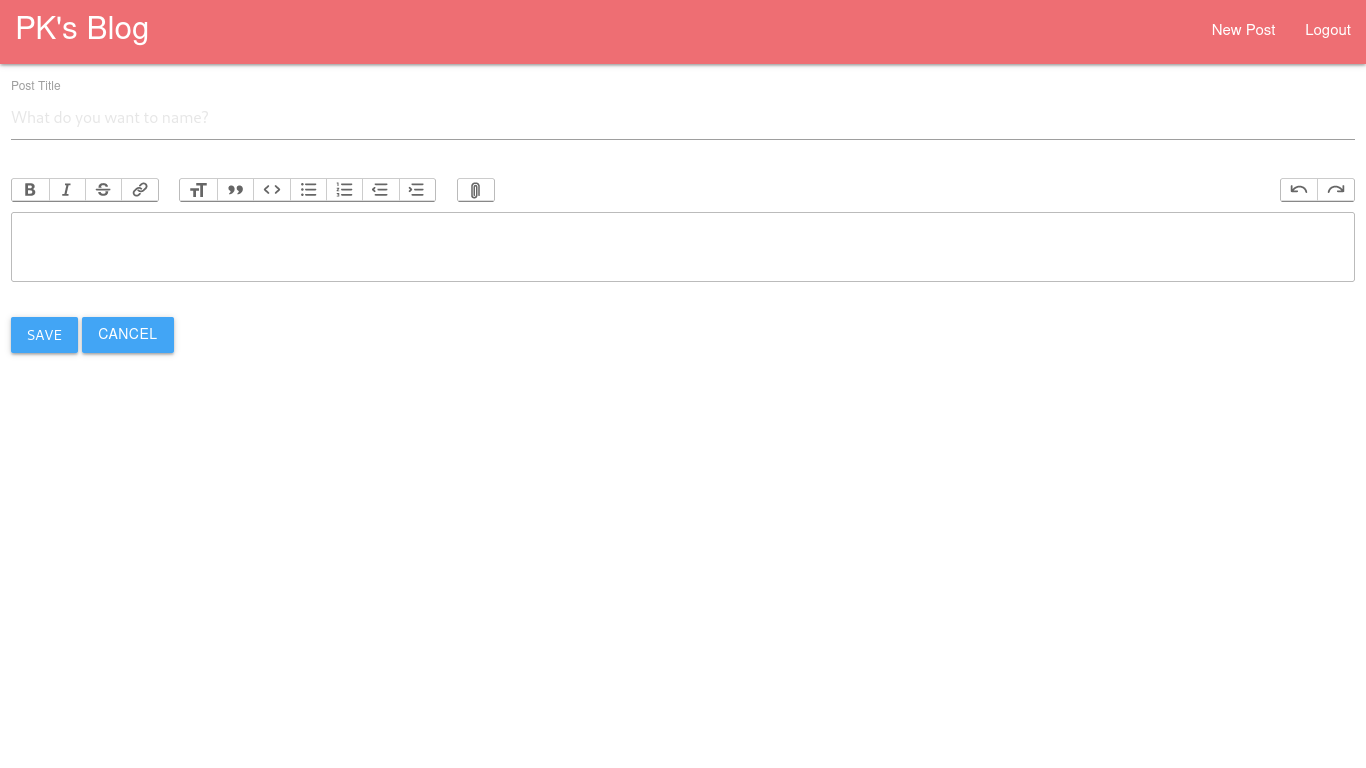 PK's Blog
New Post
Logout
Post Title
What do you want to name?
SAVE
CANCEL